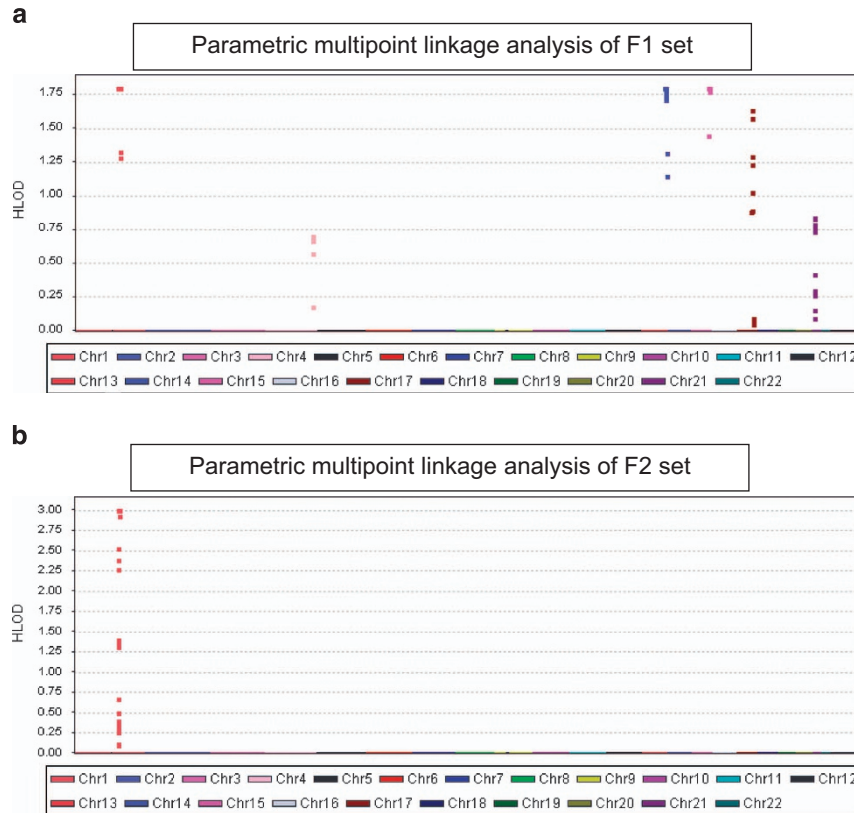 a
Parametric multipoint linkage analysis of F1 set
1.75
1.50
1.25
1.00
0.75
0.50
0.25
0.00
HLOD
Chr1 Chr2 Chr3 Chr4 Chr5 Chr6 Chr7 Chr8 Chr9 Chr10 Chr11 Chr12
Chr13 Chr14 Chr15 Chr16 Chr17 Chr18 Chr19 Chr20 Chr21 Chr22
b
Parametric multipoint linkage analysis of F2 set
3.00
2.75
2.50
2.25
2.00
1.75
1.50
1.25
1.00
0.75
0.50
0.25
0.00
HLOD
Chr1 Chr2 Chr3 Chr4 Chr5 Chr6 Chr7 Chr8 Chr9 Chr10 Chr11 Chr12
Chr13 Chr14 Chr15 Chr16 Chr17 Chr18 Chr19 Chr20 Chr21 Chr22